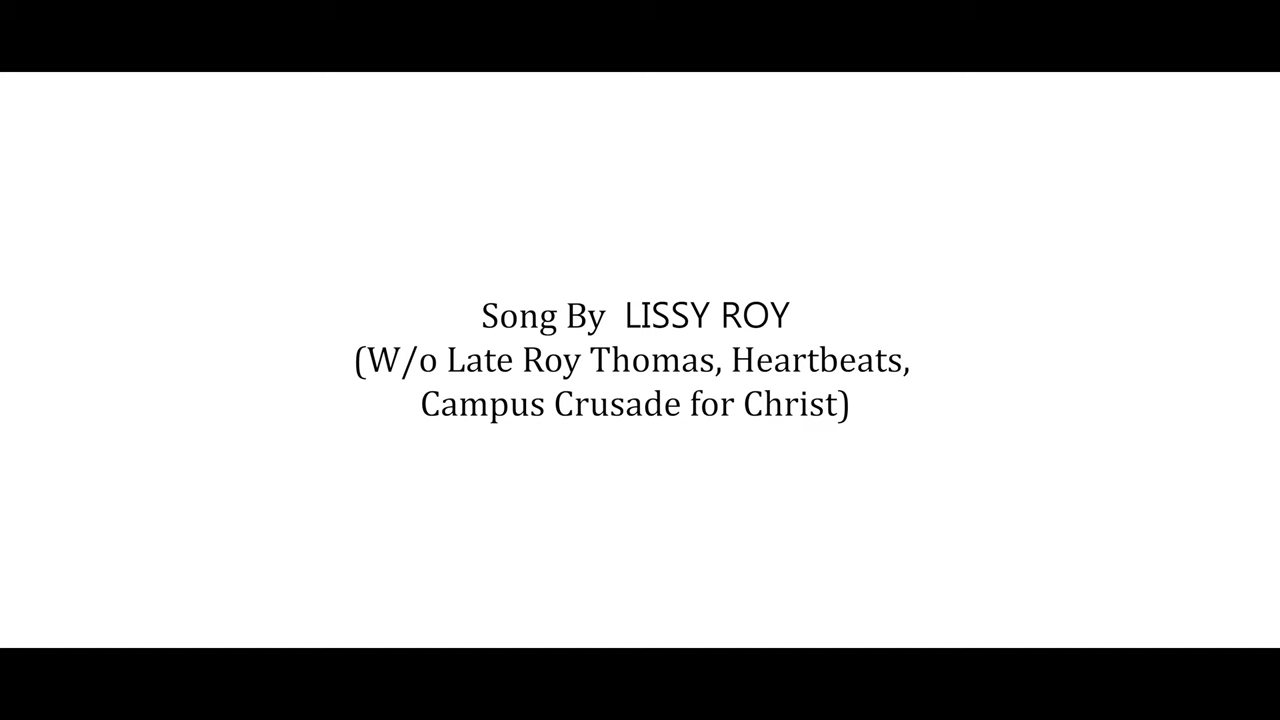 Song By LISSY ROY
(W/o Late Roy Thomas, Heartbeats,
Campus Crusade for Christ)